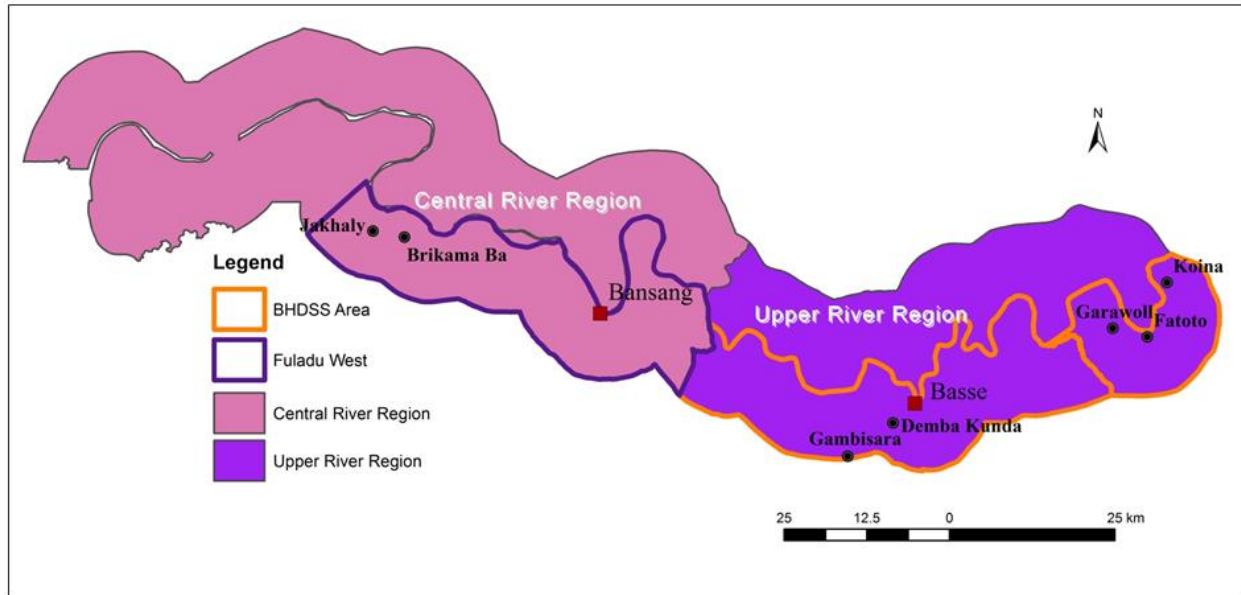 N
Central River Region
Jakhaly
Brikama Ba
Legend
BHDSS Area
Fuladu West
Central River Region
Upper River Region
Bansang
Upper River Region
Koina
Garawoll
Fatoto
Basse
Demba Kunda
Gambisara
25 12.5 0 25 km